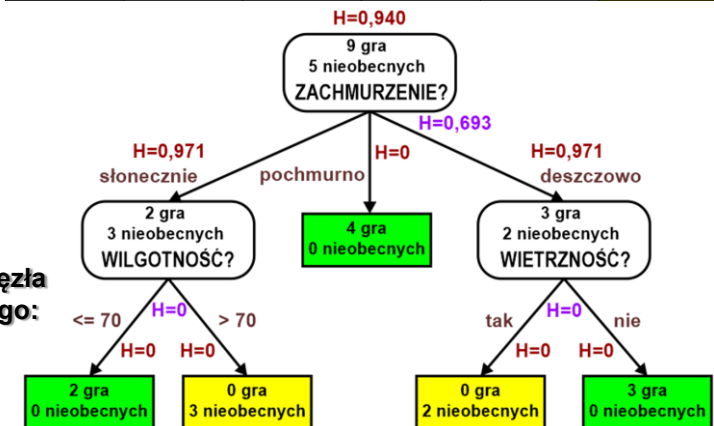 H=0,940
9 gra
5 nieobecnych
ZACHMURZENIE?
H=0,693
H=0,971
H=0
H=0,971
słonecznie
pochmurno
deszczowo
2 gra
3 nieobecnych
WILGOTNOŚĆ?
4 gra
0 nieobecnych
3 gra
2 nieobecnych
WIETRZNOŚĆ?
go:
<= 70
H=0
> 70
tak
H=0
nie
H=0
H=0
H=0
H=0
2 gra
0 nieobecnych
0 gra
3 nieobecnych
0 gra
2 nieobecnych
3 gra
0 nieobecnych